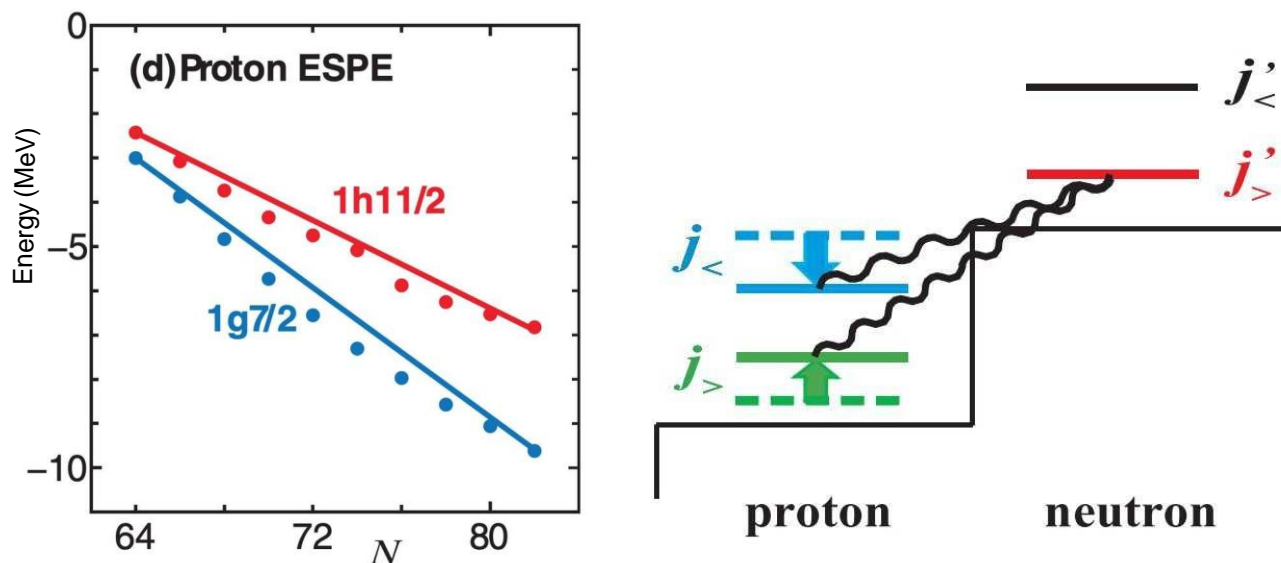 0
(d)Proton ESPE
Energy (MeV)
1h11/2
−5
1g7/2
−10
64
72
N
80
j'<
j'>
j<
j>
proton
neutron